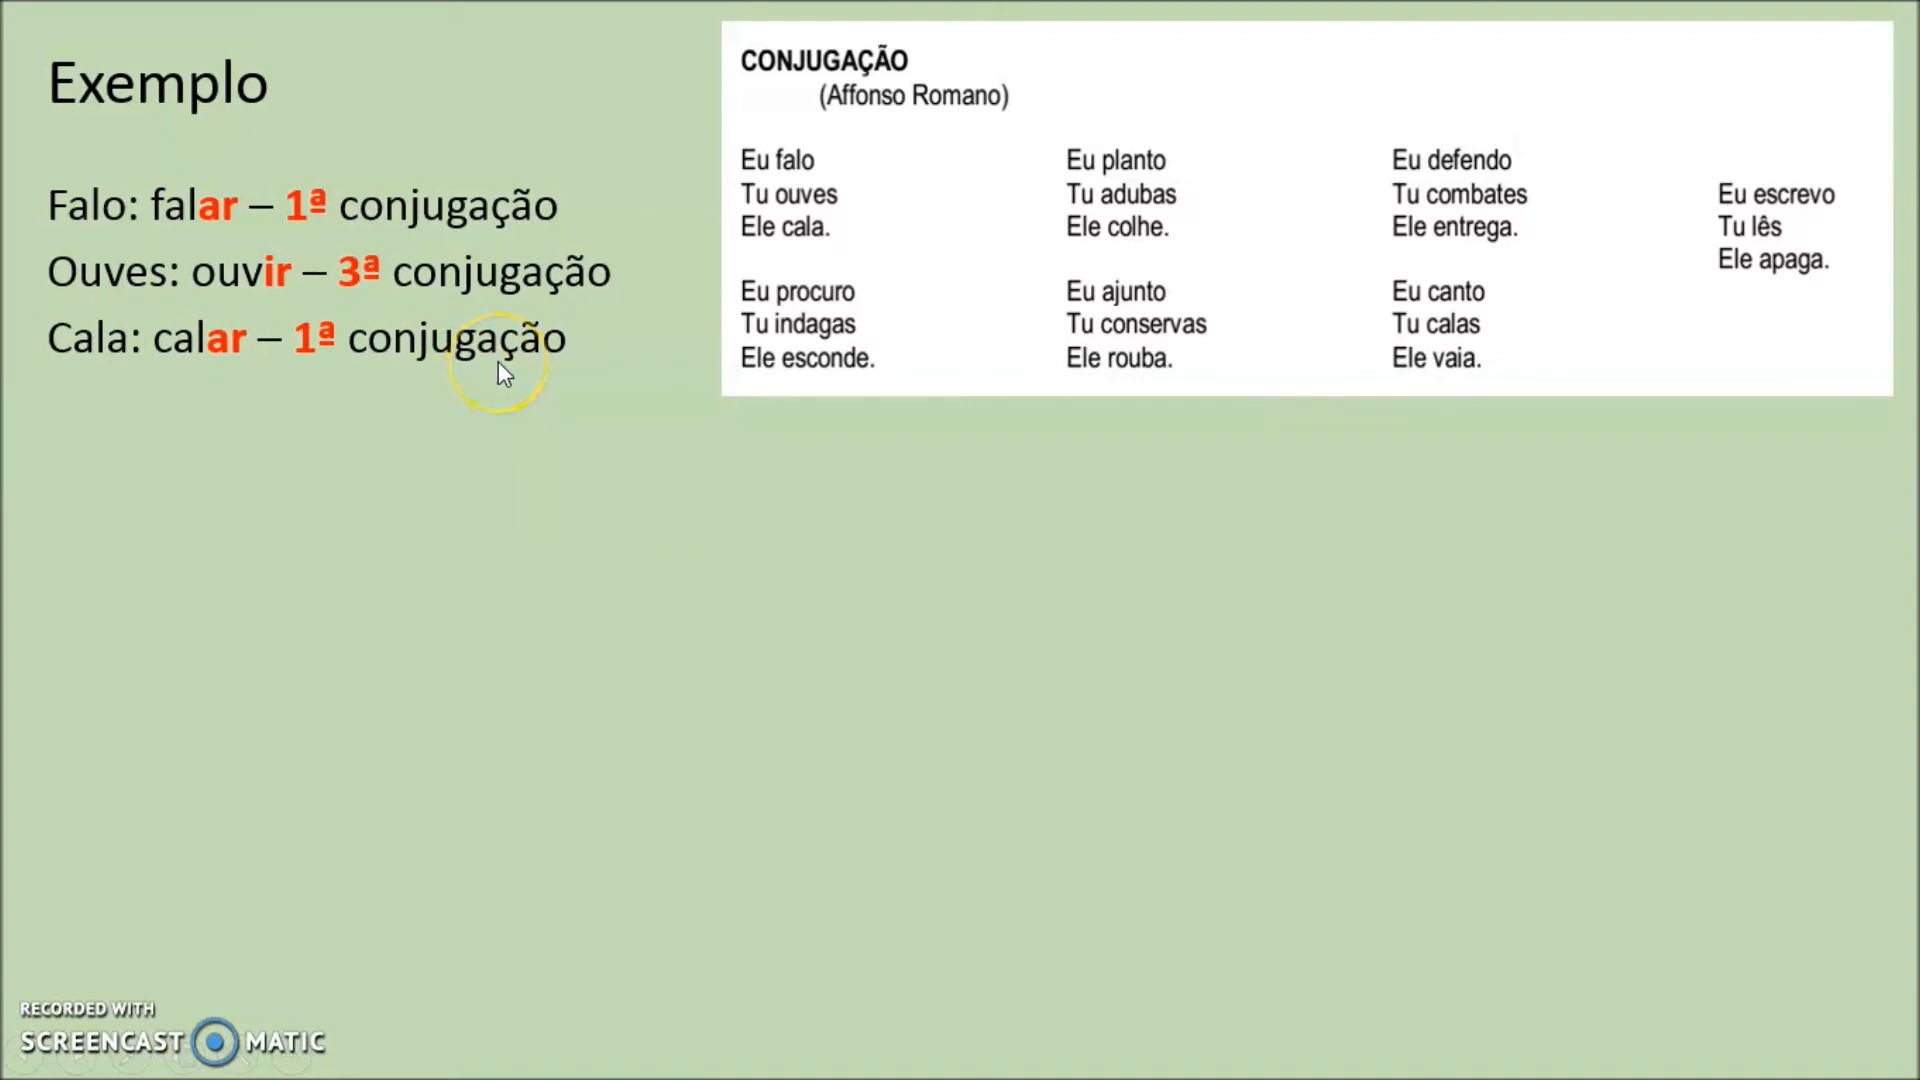 Exemplo
Falo: falar – 1ª conjugação
Ouves: ouvir – 3ª conjugação
Cala: calar – 1ª conjugação
CONJUGAÇÃO
(Affonso Romano)
Eu falo
Tu ouves
Ele cala.
Eu procuro
Tu indagas
Ele esconde.
Eu planto
Tu adubas
Ele colhe.
Eu ajunto
Tu conservas
Ele rouba.
Eu defendo
Tu combates
Ele entrega.
Eu canto
Tu calas
Ele vaia.
Eu escrevo
Tu lês
Ele apaga.
RECORDED WITH
SCREENCAST MATIC